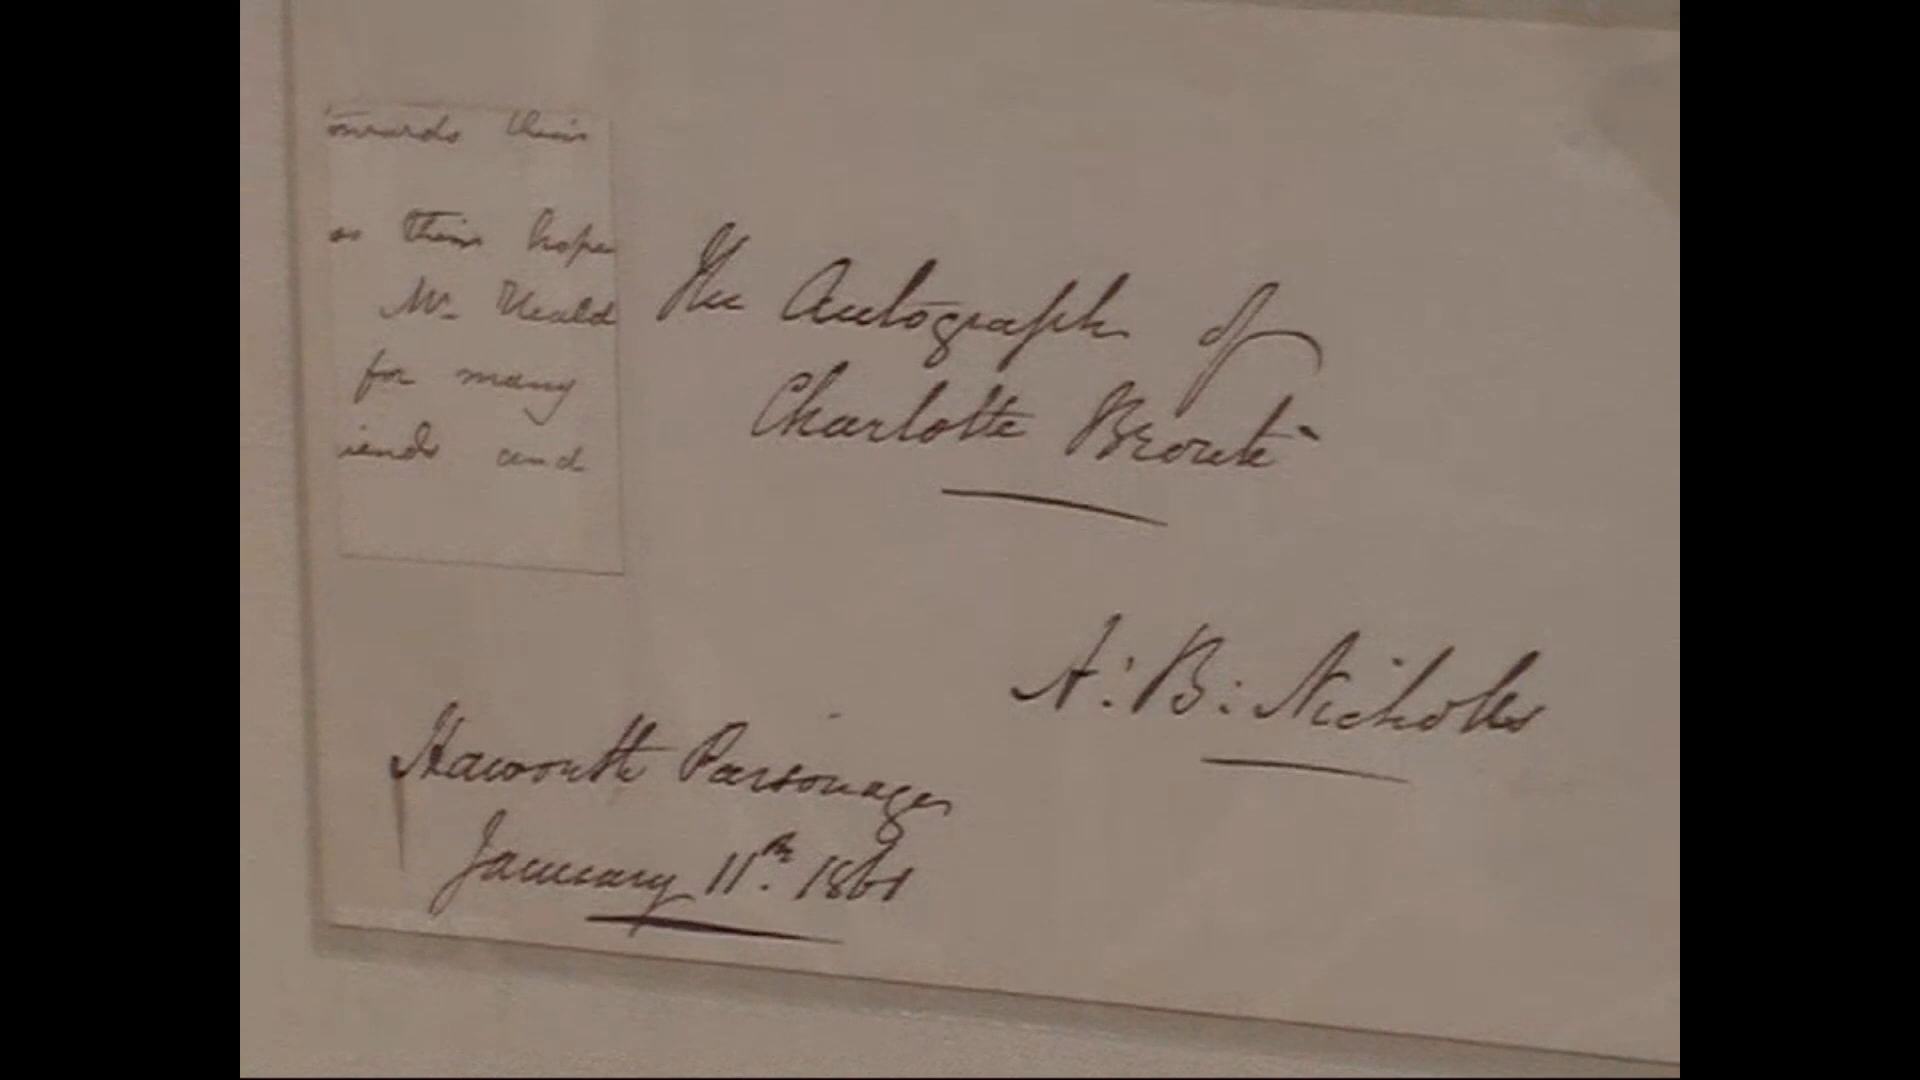 onwards their
as their hope
Mr. Heald
for many
iends and
The Autograph of
Charlotte Brontë
A: B: Nicholls
Haworth Parsonage
January 11th. 1861